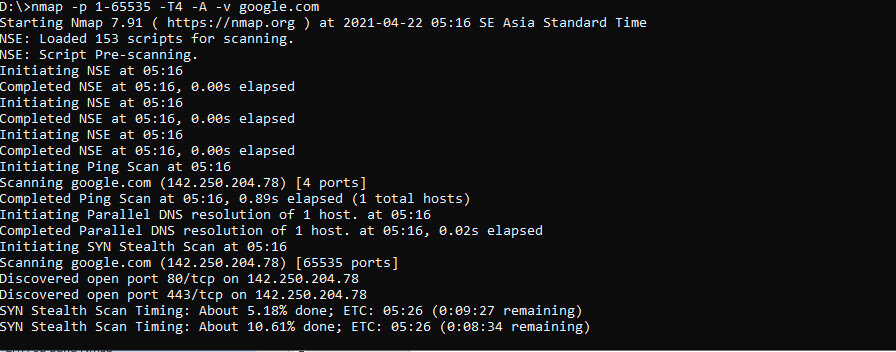 D:\>nmap -p 1-65535 -T4 -A -v google.com
Starting Nmap 7.91 ( https://nmap.org ) at 2021-04-22 05:16 SE Asia Standard Time
NSE: Loaded 153 scripts for scanning.
NSE: Script Pre-scanning.
Initiating NSE at 05:16
Completed NSE at 05:16, 0.00s elapsed
Initiating NSE at 05:16
Completed NSE at 05:16, 0.00s elapsed
Initiating NSE at 05:16
Completed NSE at 05:16, 0.00s elapsed
Initiating Ping Scan at 05:16
Scanning google.com (142.250.204.78) [4 ports]
Completed Ping Scan at 05:16, 0.89s elapsed (1 total hosts)
Initiating Parallel DNS resolution of 1 host. at 05:16
Completed Parallel DNS resolution of 1 host. at 05:16, 0.02s elapsed
Initiating SYN Stealth Scan at 05:16
Scanning google.com (142.250.204.78) [65535 ports]
Discovered open port 80/tcp on 142.250.204.78
Discovered open port 443/tcp on 142.250.204.78
SYN Stealth Scan Timing: About 5.18% done; ETC: 05:26 (0:09:27 remaining)
SYN Stealth Scan Timing: About 10.61% done; ETC: 05:26 (0:08:34 remaining)